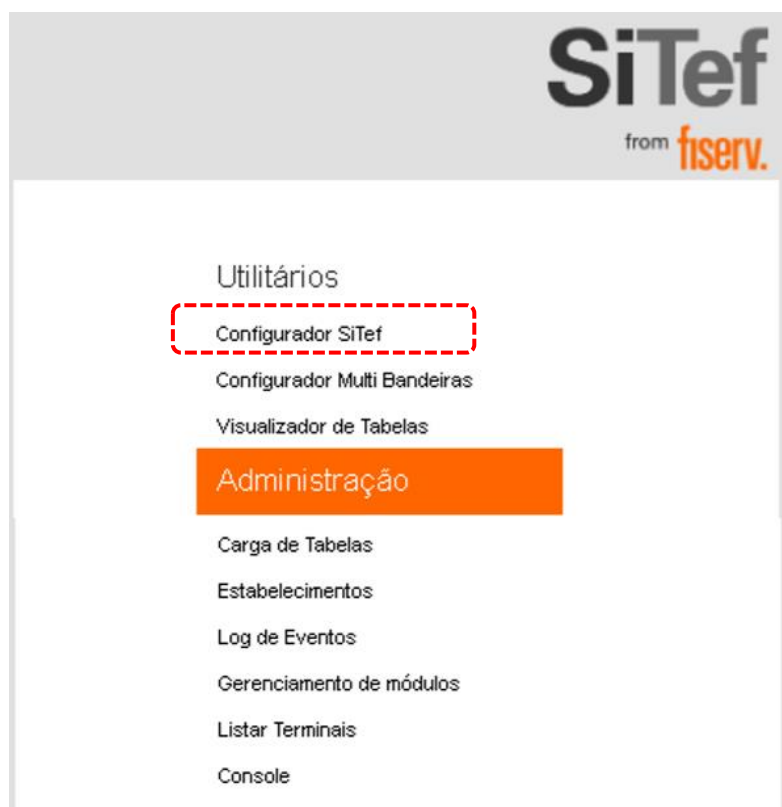 SiTef
from fiserv.
Utilitários
Configurador SiTef
Configurador Multi Bandeiras
Visualizador de Tabelas
Administração
Carga de Tabelas
Estabelecimentos
Log de Eventos
Gerenciamento de módulos
Listar Terminais
Console